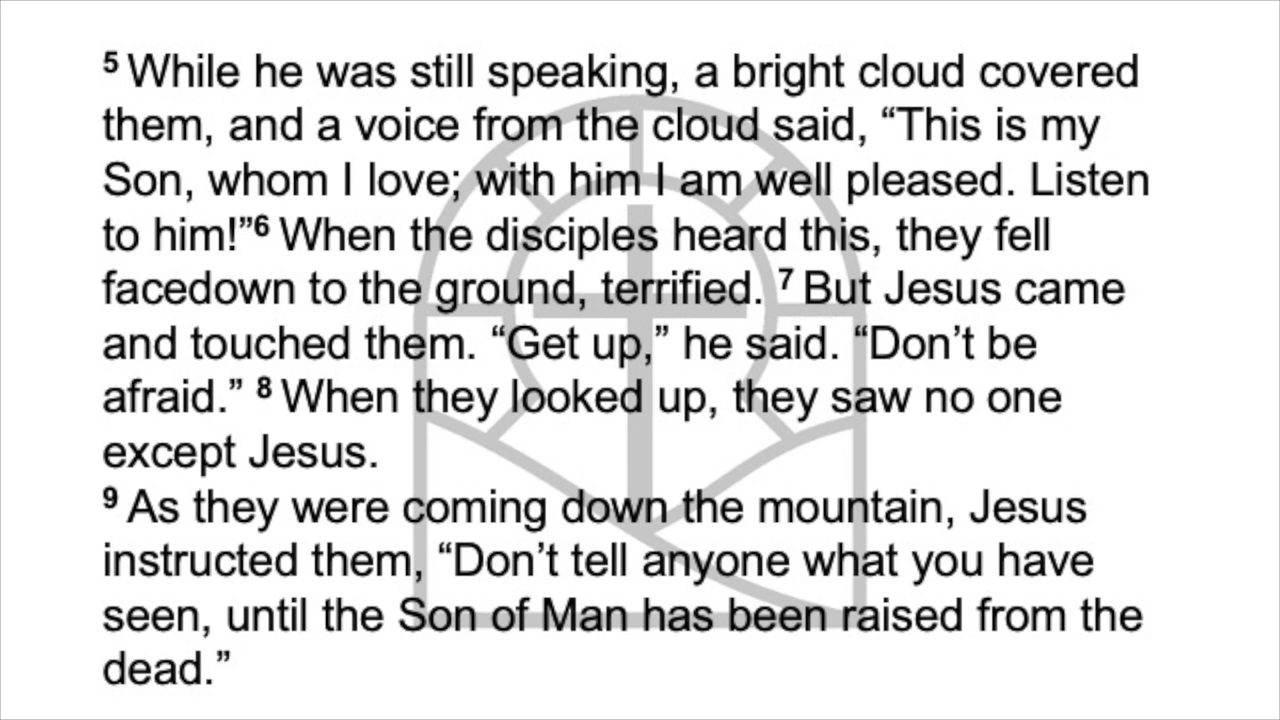 5 While he was still speaking, a bright cloud covered
them, and a voice from the cloud said, “This is my
Son, whom I love; with him I am well pleased. Listen
to him!”6 When the disciples heard this, they fell
facedown to the ground, terrified. 7 But Jesus came
and touched them. “Get up,” he said. “Don’t be
afraid.” 8 When they looked up, they saw no one
except Jesus.
9 As they were coming down the mountain, Jesus
instructed them, “Don’t tell anyone what you have
seen, until the Son of Man has been raised from the
dead.”